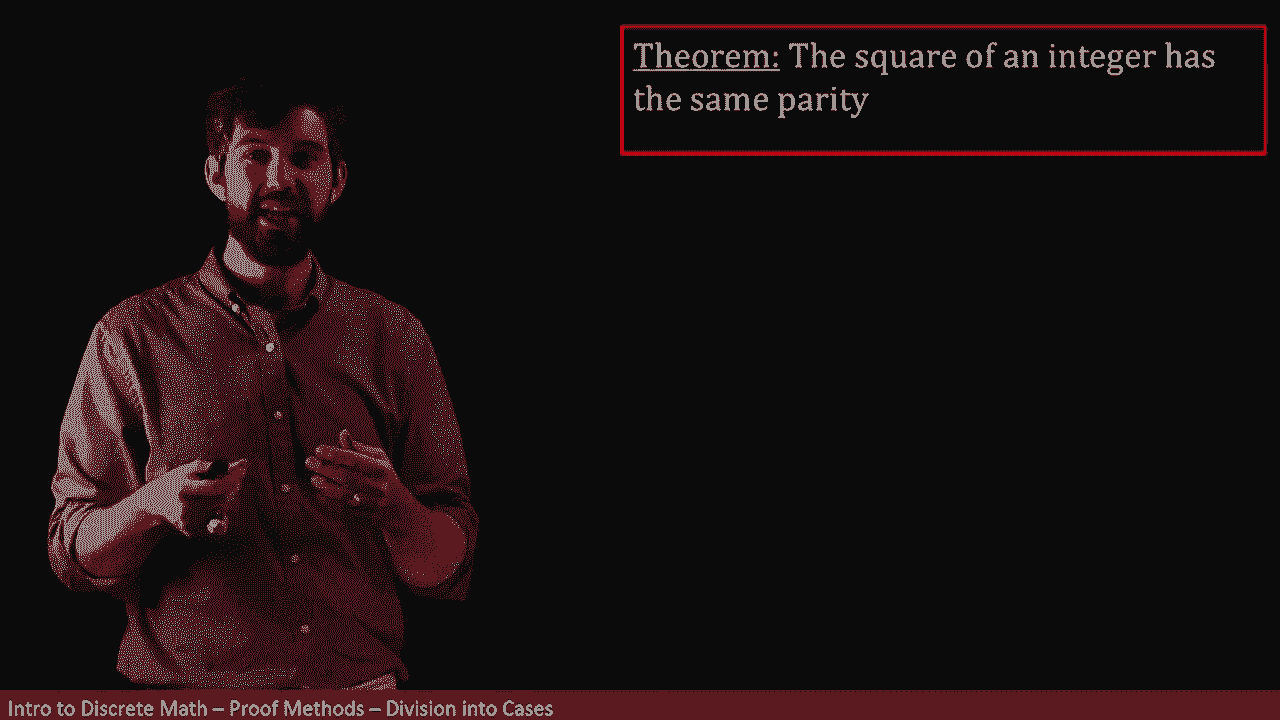 Theorem: The square of an integer has
the same parity
Intro to Discrete Math – Proof Methods – Division into Cases